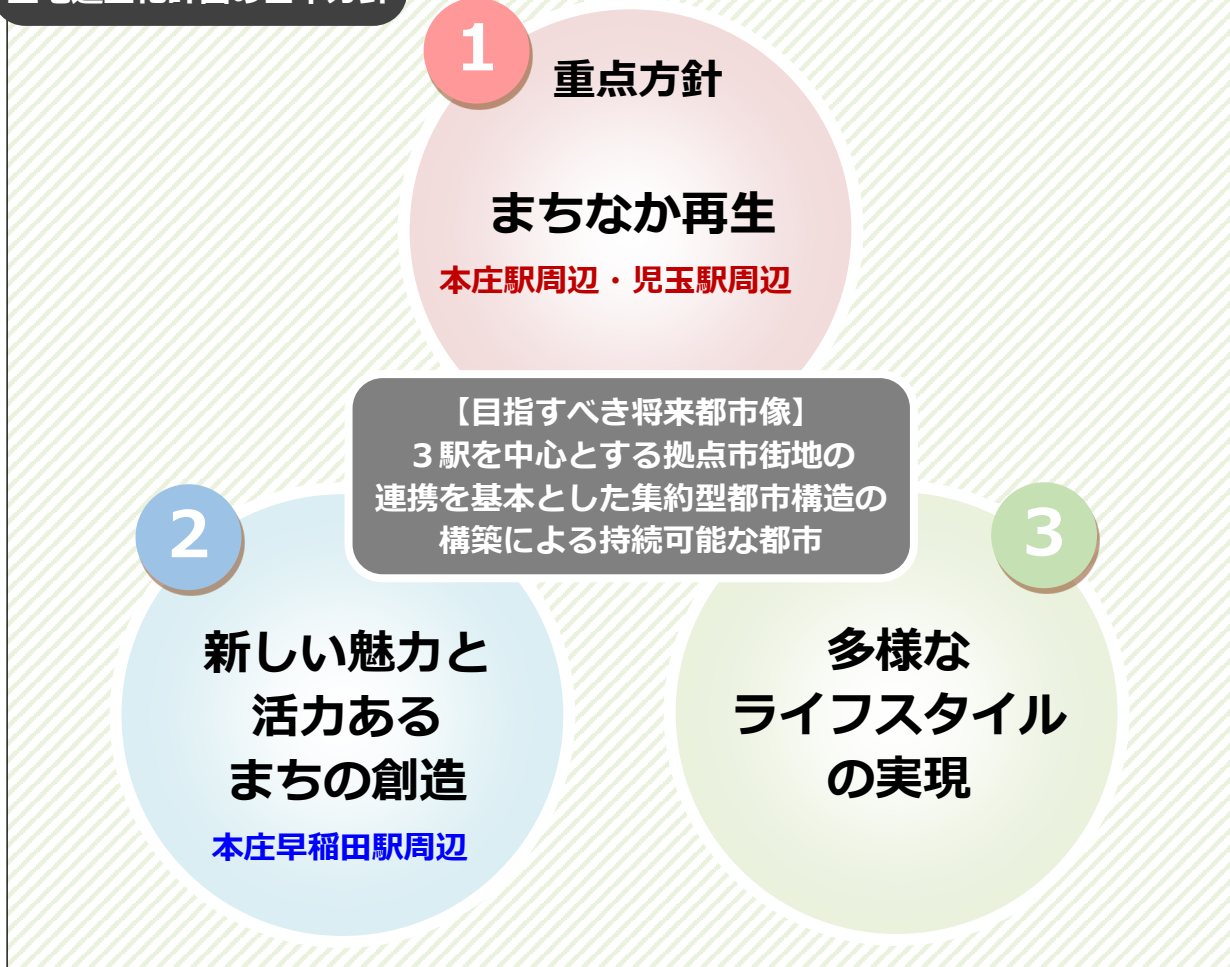 1
重点方針
まちなか再生
本庄駅周辺・児玉駅周辺
【目指すべき将来都市像】
３駅を中心とする拠点市街地の
連携を基本とした集約型都市構造の
構築による持続可能な都市
2
新しい魅力と
活力ある
まちの創造
本庄早稲田駅周辺
3
多様な
ライフスタイル
の実現